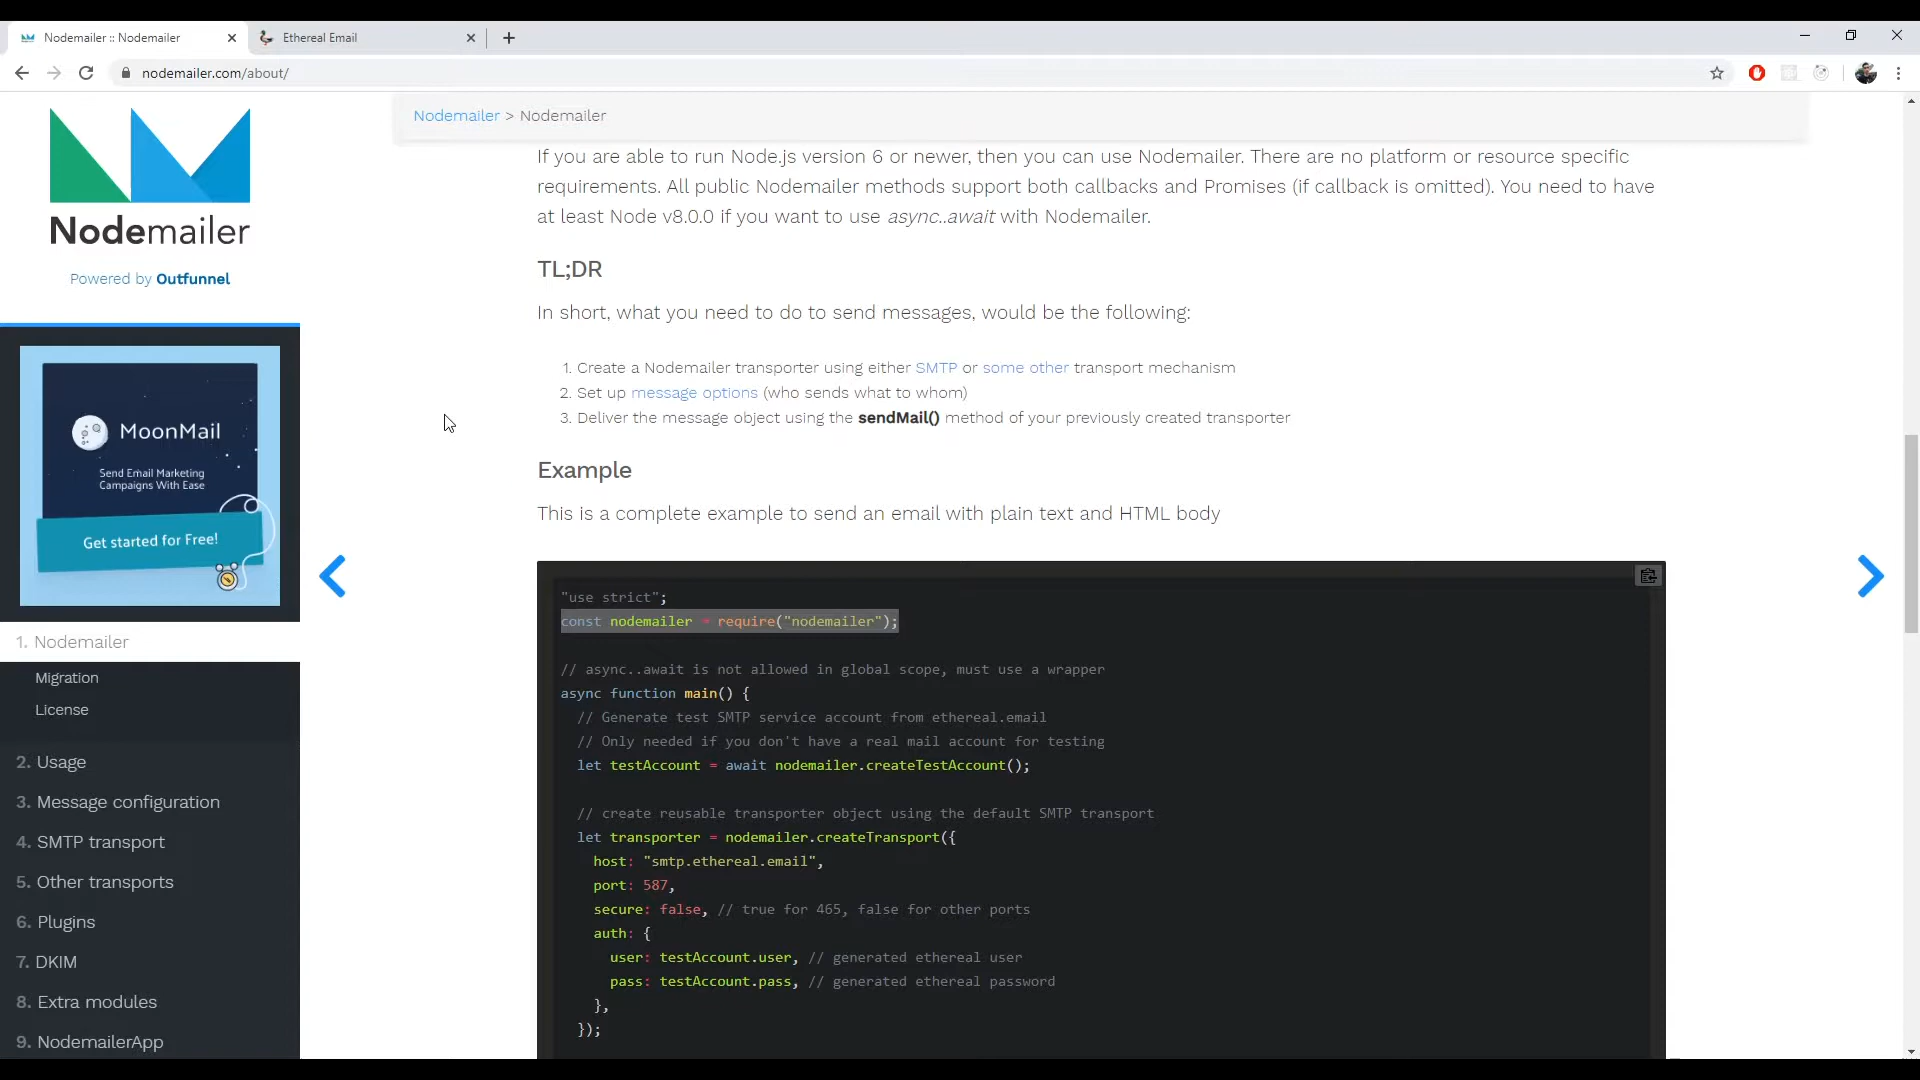 Nodemailer :: Nodemailer
Ethereal Email
nodemailer.com/about/
Nodemailer
Powered by Outfunnel
MoonMail
Send Email Marketing
Campaigns With Ease
Get started for Free!
1. Nodemailer
Migration
License
2. Usage
3. Message configuration
4. SMTP transport
5. Other transports
6. Plugins
7. DKIM
8. Extra modules
9. NodemailerApp
Nodemailer > Nodemailer
If you are able to run Node.js version 6 or newer, then you can use Nodemailer. There are no platform or resource specific
requirements. All public Nodemailer methods support both callbacks and Promises (if callback is omitted). You need to have
at least Node v8.0.0 if you want to use async..await with Nodemailer.
TL;DR
In short, what you need to do to send messages, would be the following:
1. Create a Nodemailer transporter using either SMTP or some other transport mechanism
2. Set up message options (who sends what to whom)
3. Deliver the message object using the sendMail() method of your previously created transporter
Example
This is a complete example to send an email with plain text and HTML body
"use strict";
const nodemailer = require("nodemailer");
// async..await is not allowed in global scope, must use a wrapper
async function main() {
// Generate test SMTP service account from ethereal.email
// Only needed if you don't have a real mail account for testing
let testAccount = await nodemailer.createTestAccount();
// create reusable transporter object using the default SMTP transport
let transporter = nodemailer.createTransport({
host: "smtp.ethereal.email",
port: 587,
secure: false, // true for 465, false for other ports
auth: {
user: testAccount.user, // generated ethereal user
pass: testAccount.pass, // generated ethereal password
},
});